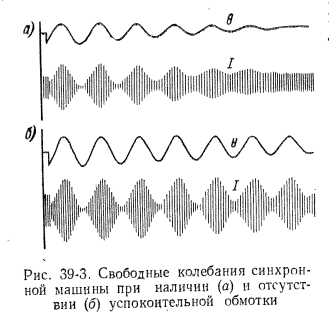 а)
θ
I
б)
θ
I
Рис. 39-3. Свободные колебания синхрон-
ной машины при наличии (а) и отсутст-
вии (б) успокоительной обмотки